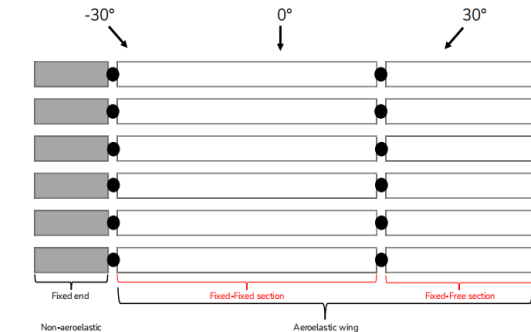 -30° 0° 30°
Fixed end Fixed-Fixed section Fixed-Free section
Non-aeroelastic Aeroelastic wing